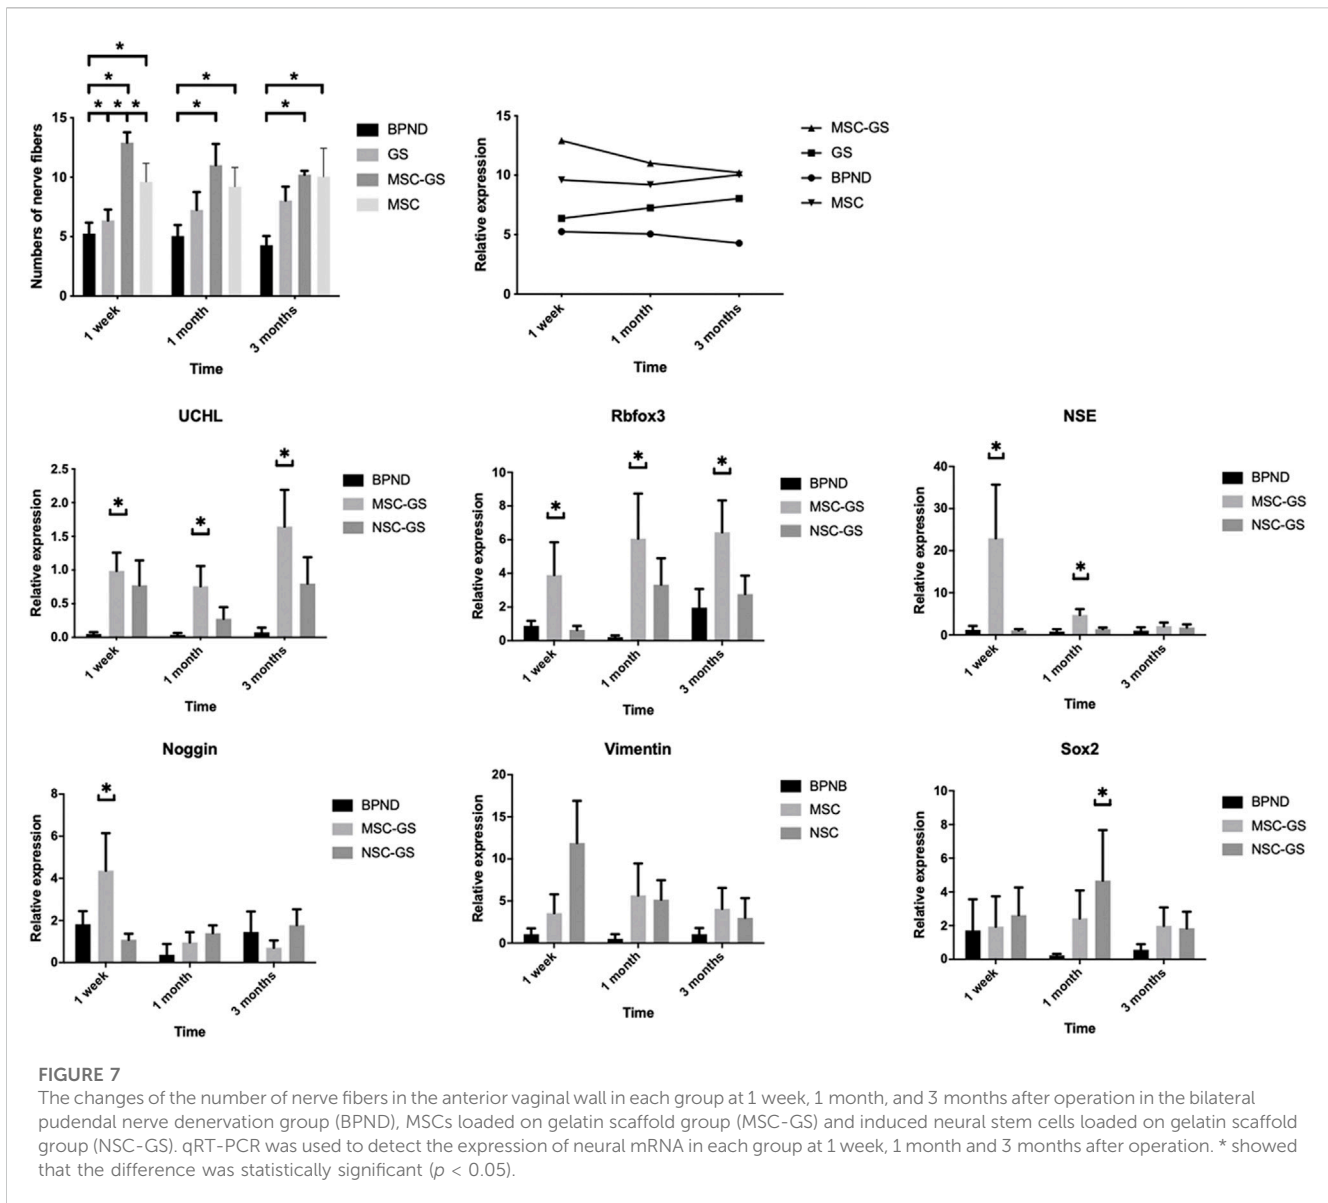 * 
* *
* * * * * *
15
10
5
0
Numbers of nerve fibers
1 week
1 month
3 months
Time
BPND
GS
MSC-GS
MSC
15
10
5
0
Relative expression
1 week
1 month
3 months
Time
MSC-GS
GS
BPND
MSC
UCHL
* * *
2.5
2.0
1.5
1.0
0.5
0.0
Relative expression
1 week
1 month
3 months
Time
BPND
MSC-GS
NSC-GS
Rbfox3
* * *
10
8
6
4
2
0
Relative expression
1 week
1 month
3 months
Time
BPND
MSC-GS
NSC-GS
NSE
* *
40
30
20
10
0
Relative expression
1 week
1 month
3 months
Time
BPND
MSC-GS
NSC-GS
Noggin
*
8
6
4
2
0
Relative expression
1 week
1 month
3 months
Time
BPND
MSC-GS
NSC-GS
Vimentin
20
15
10
5
0
Relative expression
1 week
1 month
3 months
Time
BPNB
MSC
NSC
Sox2
*
10
8
6
4
2
0
Relative expression
1 week
1 month
3 months
Time
BPND
MSC-GS
NSC-GS
FIGURE 7
The changes of the number of nerve fibers in the anterior vaginal wall in each group at 1 week, 1 month, and 3 months after operation in the bilateral
pudendal nerve denervation group (BPND), MSCs loaded on gelatin scaffold group (MSC-GS) and induced neural stem cells loaded on gelatin scaffold
group (NSC-GS). qRT-PCR was used to detect the expression of neural mRNA in each group at 1 week, 1 month and 3 months after operation. * showed
that the difference was statistically significant (p < 0.05).